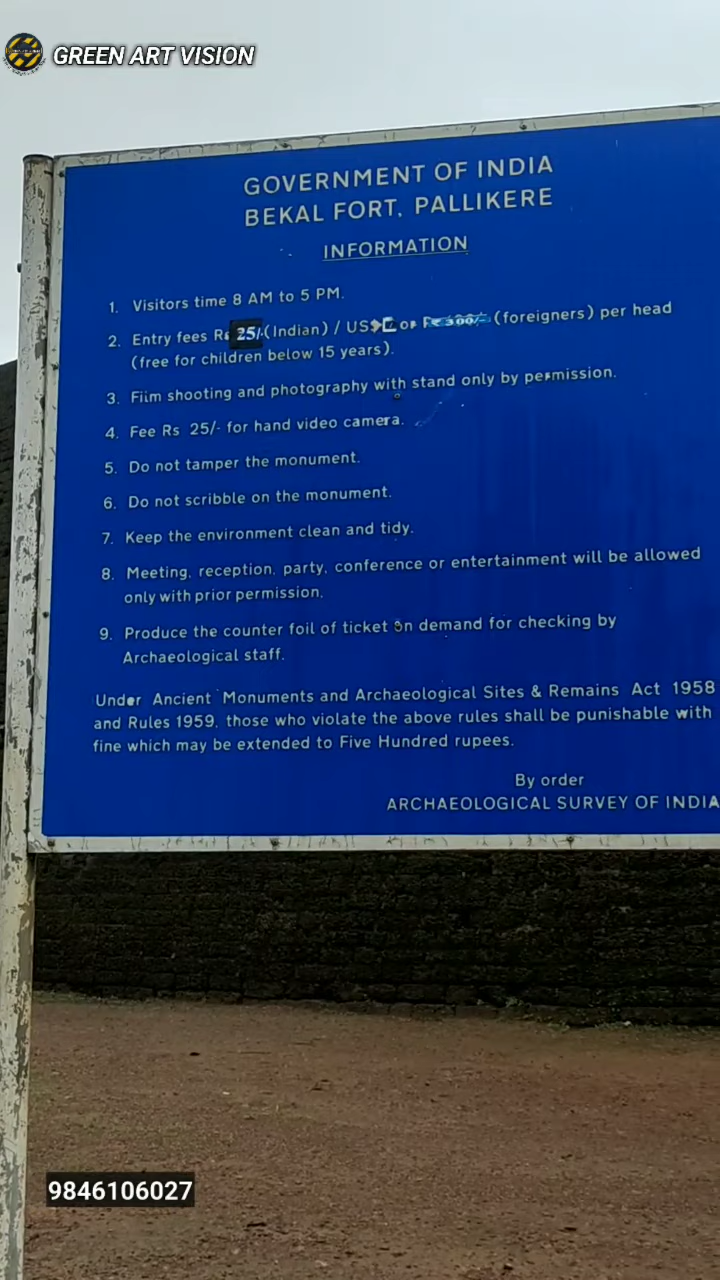 GREEN ART VISION
GOVERNMENT OF INDIA
BEKAL FORT, PALLIKERE
INFORMATION
1. Visitors time 8 AM to 5 PM.
2. Entry fees Rs 25/- (Indian) / US$ or (foreigners) per head
(free for children below 15 years).
3. Film shooting and photography with stand only by permission.
4. Fee Rs 25/- for hand video camera.
5. Do not tamper the monument.
6. Do not scribble on the monument.
7. Keep the environment clean and tidy.
8. Meeting, reception, party, conference or entertainment will be allowed
only with prior permission.
9. Produce the counter foil of ticket on demand for checking by
Archaeological staff.
Under Ancient Monuments and Archaeological Sites & Remains Act 1958
and Rules 1959, those who violate the above rules shall be punishable with
fine which may be extended to Five Hundred rupees.
By order
ARCHAEOLOGICAL SURVEY OF INDIA
9846106027